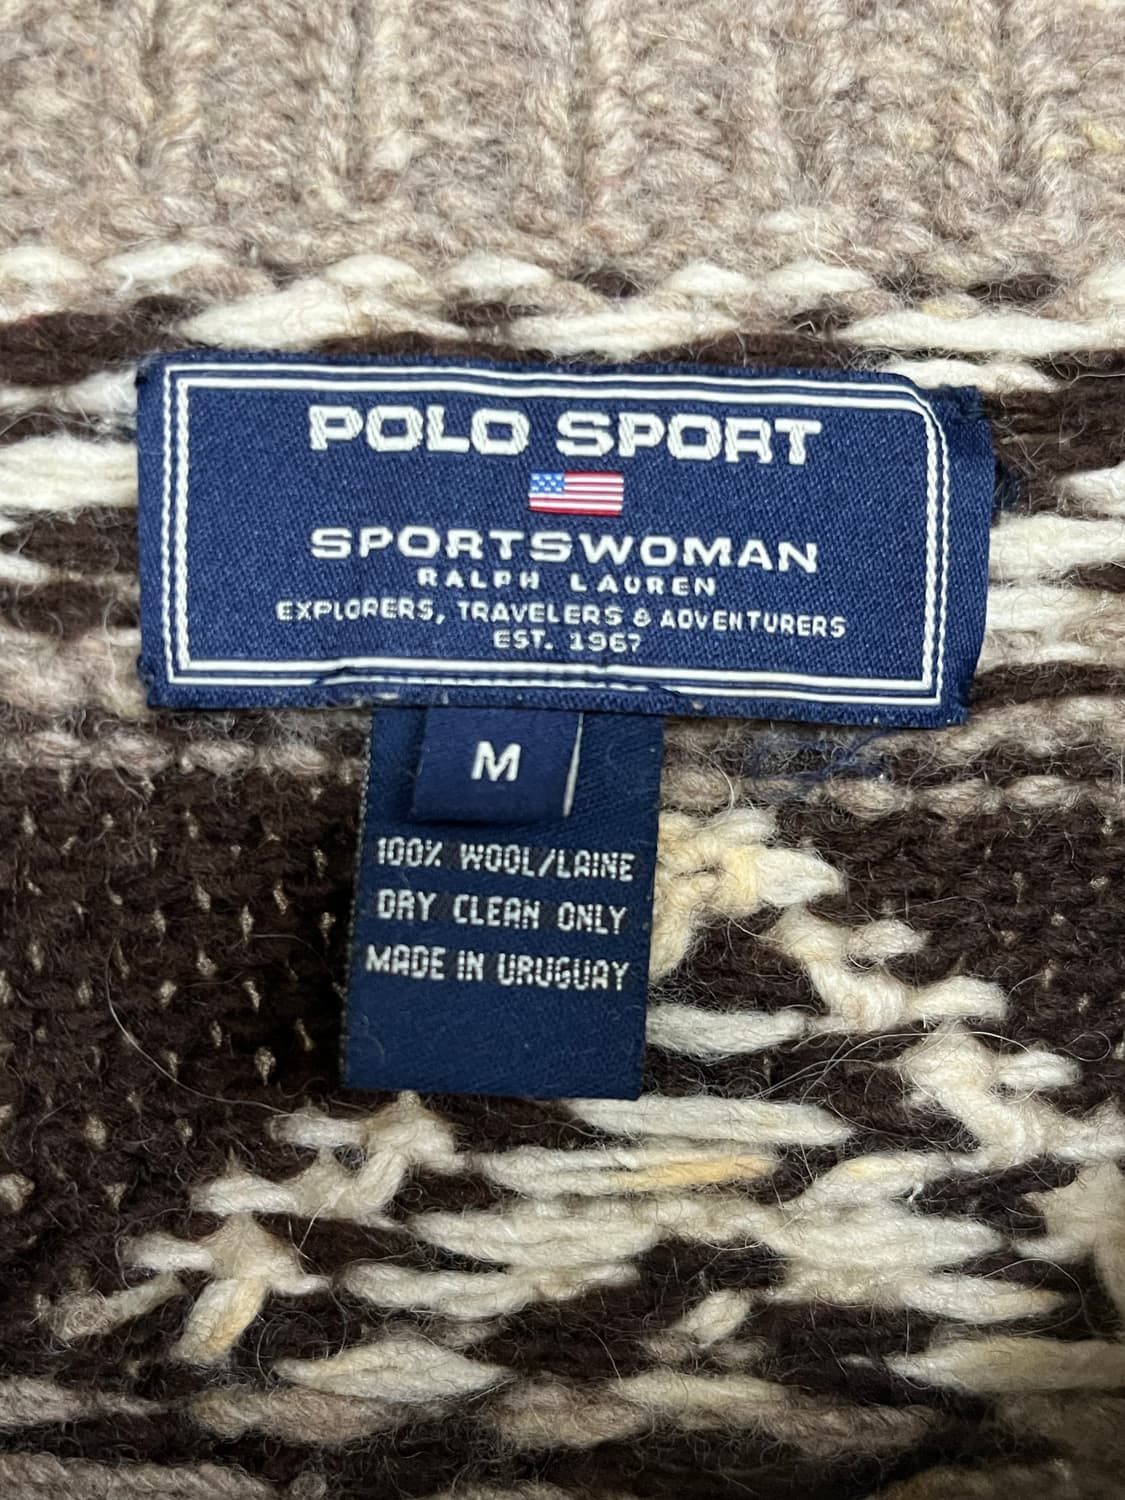 POLO SPORT
SPORTSWOMAN
RALPH LAUREN
EXPLORERS, TRAVELERS & ADVENTURERS
EST. 1967
M
100% WOOL/LAINE
DRY CLEAN ONLY
MADE IN URUGUAY